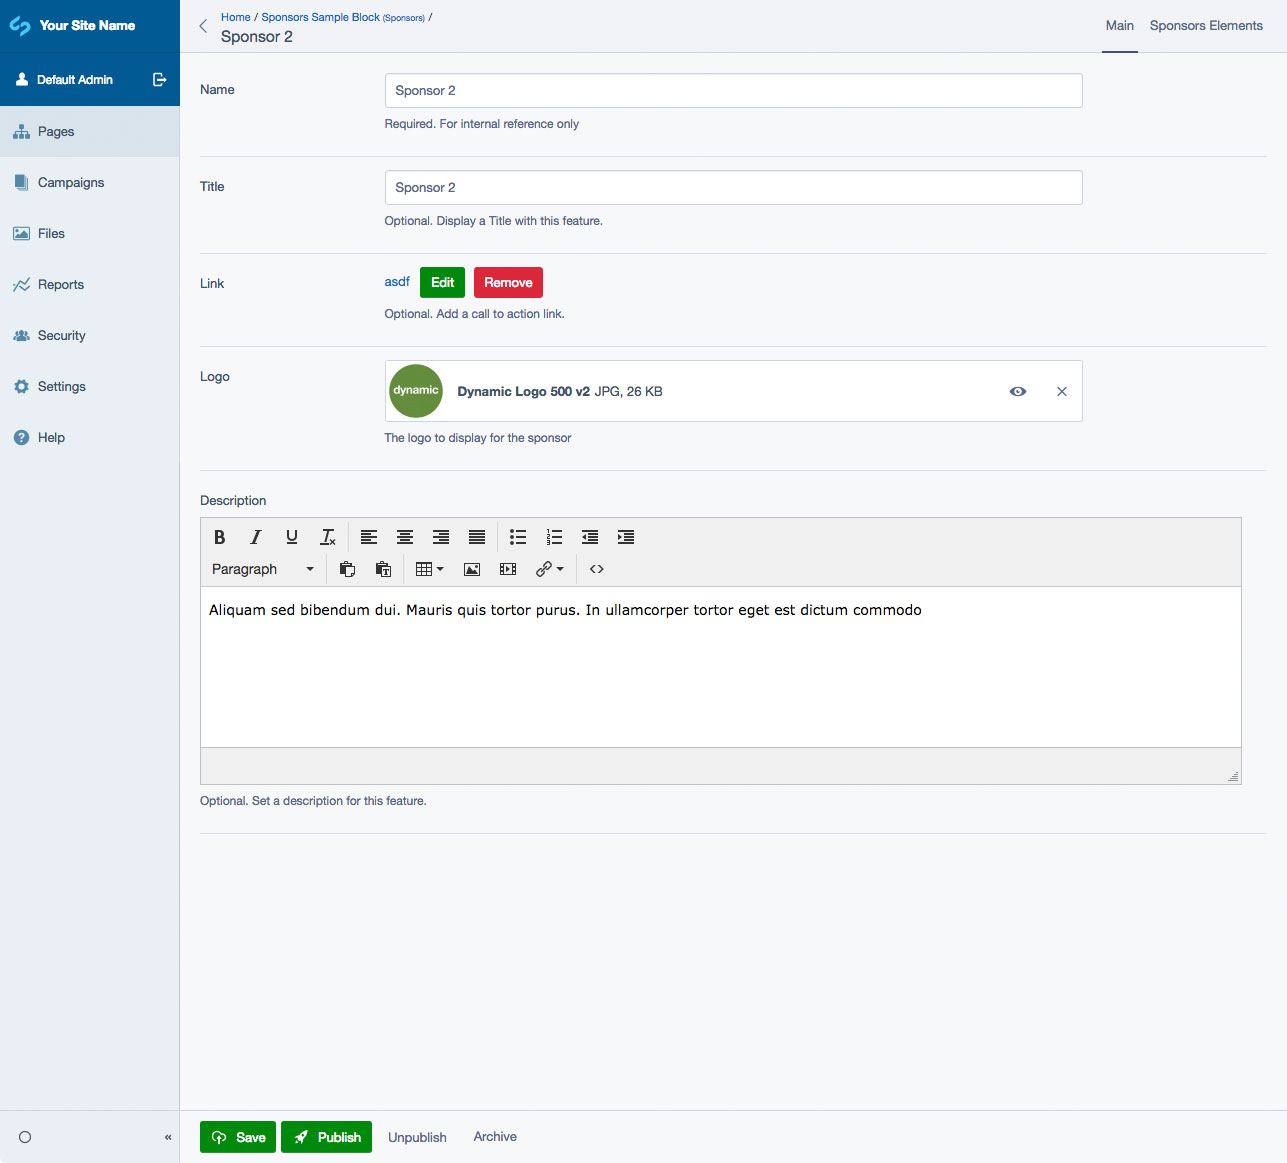 Your Site Name
Default Admin
Pages
Campaigns
Files
Reports
Security
Settings
Help
«
Home / Sponsors Sample Block (Sponsors) /
Sponsor 2
Main Sponsors Elements
Name
Sponsor 2
Required. For internal reference only
Title
Sponsor 2
Optional. Display a Title with this feature.
Link
asdf Edit Remove
Optional. Add a call to action link.
Logo
dynamic
Dynamic Logo 500 v2 JPG, 26 KB
The logo to display for the sponsor
Description
Paragraph
Aliquam sed bibendum dui. Mauris quis tortor purus. In ullamcorper tortor eget est dictum commodo
Optional. Set a description for this feature.
Save Publish Unpublish Archive